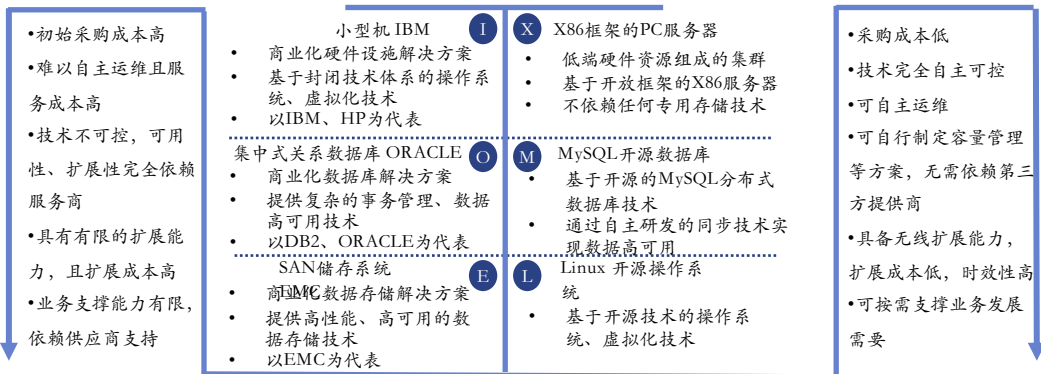 •初始采购成本高
•难以自主运维且服
务成本高
•技术不可控，可用
性、扩展性完全依赖
服务商
•具有有限的扩展能
力，且扩展成本高
•业务支撑能力有限，
依赖供应商支持
小型机 IBM
I
• 商业化硬件设施解决方案
• 基于封闭技术体系的操作系
统、虚拟化技术
• 以IBM、HP为代表
集中式关系数据库 ORACLE
O
• 商业化数据库解决方案
• 提供复杂的事务管理、数据
高可用技术
• 以DB2、ORACLE为代表
SAN储存系统
EMC
E
• 商业化数据存储解决方案
• 提供高性能、高可用的数
据存储技术
• 以EMC为代表
X
X86框架的PC服务器
• 低端硬件资源组成的集群
• 基于开放框架的X86服务器
• 不依赖任何专用存储技术
M
MySQL开源数据库
• 基于开源的MySQL分布式
数据库技术
• 通过自主研发的同步技术实
现数据高可用
L
Linux 开源操作系
统
• 基于开源技术的操作系
统、虚拟化技术
•采购成本低
•技术完全自主可控
•可自主运维
•可自行制定容量管理
等方案，无需依赖第三
方提供商
•具备无线扩展能力，
扩展成本低，时效性高
•可按需支撑业务发展
需要